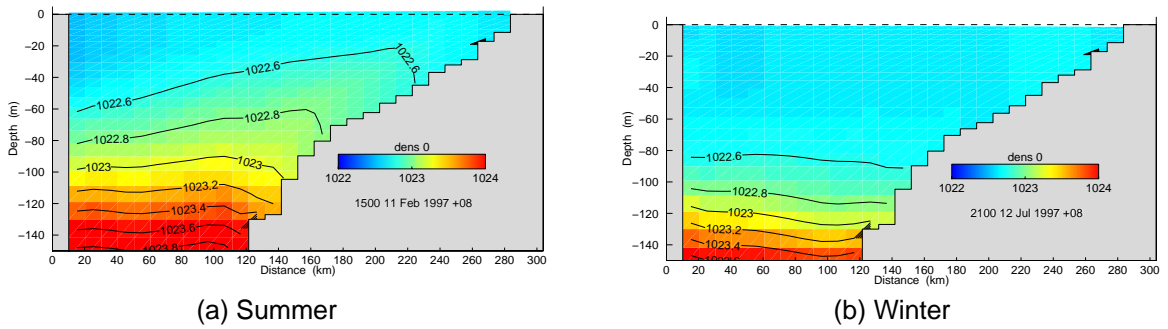 0
−20
−40
−60
−80
−100
−120
−140
Depth (m)
1022.6
1022.6
1022.6
1022.8
1022.8
1023
1023
1023.2
1023.4
1023.6
1023.8
dens 0
1022 1023 1024
1500 11 Feb 1997 +08
0 20 40 60 80 100 120 140 160 180 200 220 240 260 280 300
Distance (km)
(a) Summer
0
−20
−40
−60
−80
−100
−120
−140
Depth (m)
1022.6
1022.8
1023
1023.2
1023.4
1023.6
dens 0
1022 1023 1024
2100 12 Jul 1997 +08
0 20 40 60 80 100 120 140 160 180 200 220 240 260 280 300
Distance (km)
(b) Winter